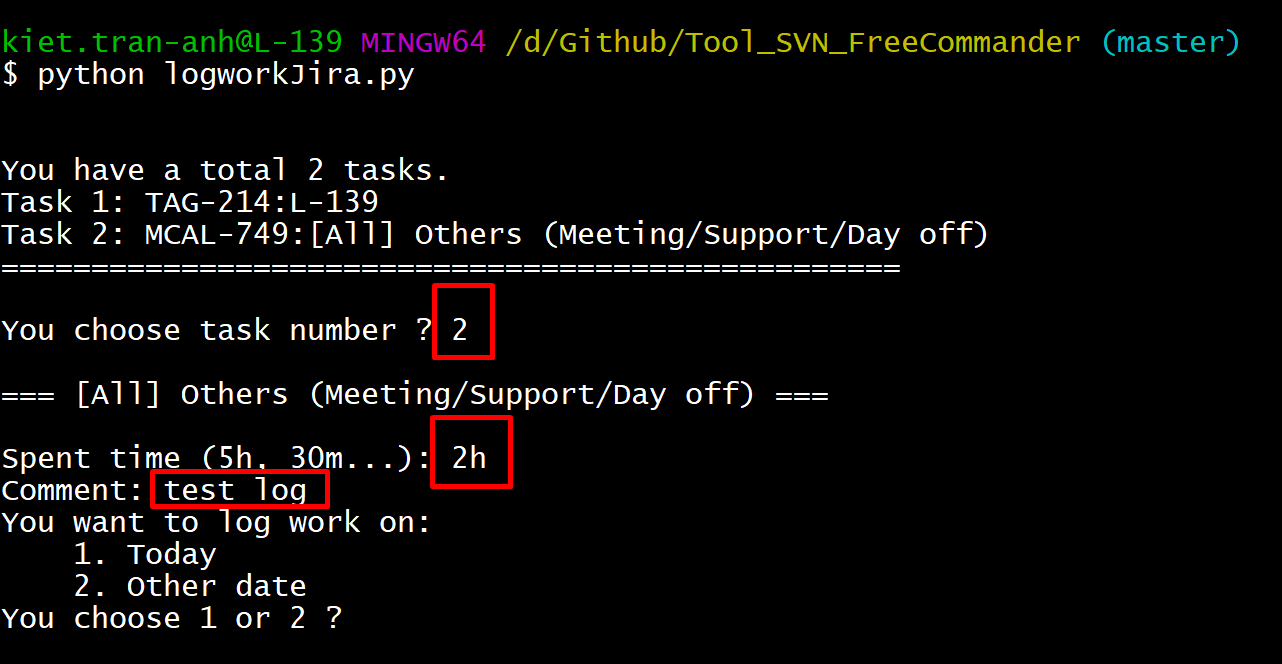 kiet.tran-anh@L-139 MINGW64 /d/Github/Tool_SVN_FreeCommander (master)
$ python logworkJira.py
You have a total 2 tasks.
Task 1: TAG-214:L-139
Task 2: MCAL-749:[All] Others (Meeting/Support/Day off)
==================================================
You choose task number ? 2
=== [All] Others (Meeting/Support/Day off) ===
Spent time (5h, 30m...): 2h
Comment: test log
You want to log work on:
1. Today
2. Other date
You choose 1 or 2 ?